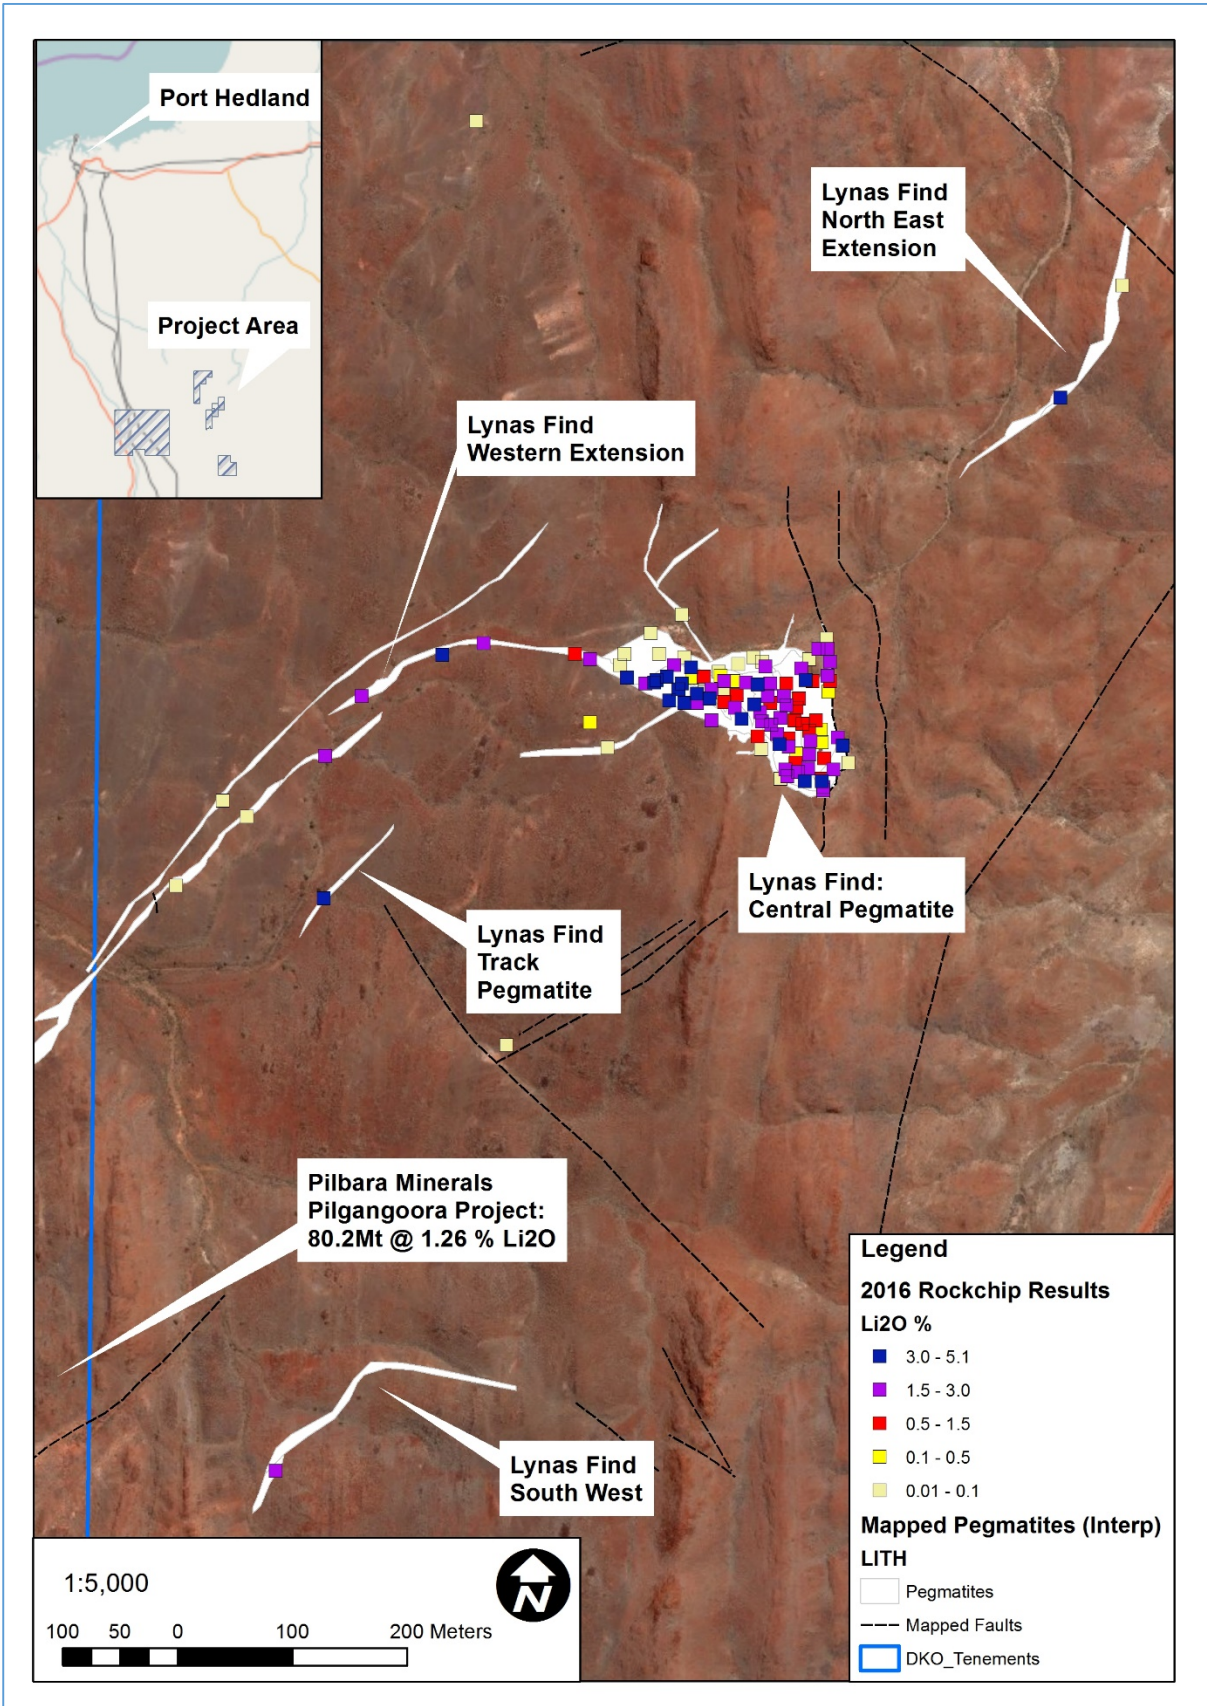 Port Hedland
Project Area
Lynas Find
North East
Extension
Lynas Find
Western Extension
Lynas Find:
Central Pegmatite
Lynas Find
Track
Pegmatite
Pilbara Minerals
Pilgangoora Project:
80.2Mt @ 1.26 % Li2O
Lynas Find
South West
Legend
2016 Rockchip Results
Li2O %
3.0 - 5.1
1.5 - 3.0
0.5 - 1.5
0.1 - 0.5
0.01 - 0.1
Mapped Pegmatites (Interp)
LITH
Pegmatites
Mapped Faults
DKO_Tenements
1:5,000
N
100 50 0 100 200 Meters